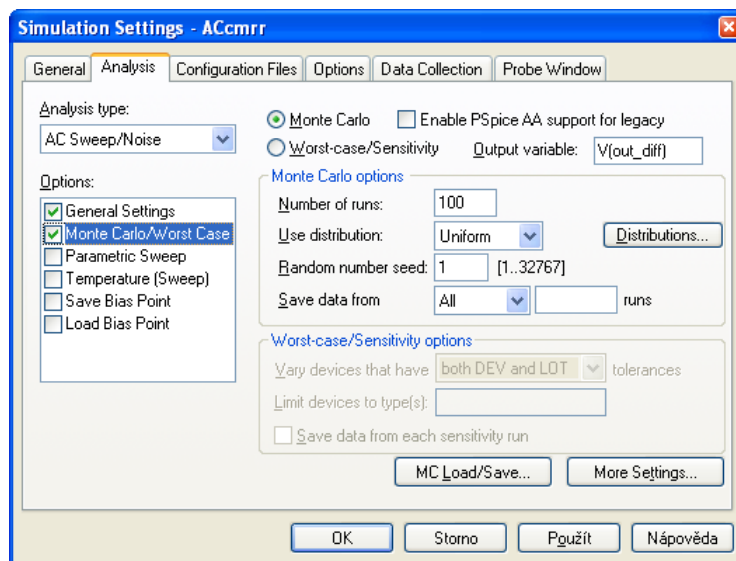 Simulation Settings - ACcmrr
General Analysis Configuration Files Options Data Collection Probe Window
Analysis type:
AC Sweep/Noise
Options:
General Settings
Monte Carlo/Worst Case
Parametric Sweep
Temperature (Sweep)
Save Bias Point
Load Bias Point
Monte Carlo Enable PSpice AA support for legacy
Worst-case/Sensitivity Output variable: V(out_diff)
Monte Carlo options
Number of runs: 100
Use distribution: Uniform Distributions...
Random number seed: 1 [1..32767]
Save data from All runs
Worst-case/Sensitivity options
Vary devices that have both DEV and LOT tolerances
Limit devices to type(s):
Save data from each sensitivity run
MC Load/Save... More Settings...
OK Storno Použít Nápověda